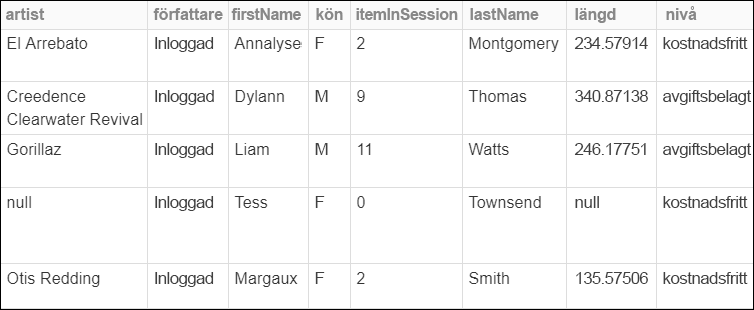 artist författare firstName kön itemInSession lastName längd nivå
El Arrebato Inloggad Annalyse F 2 Montgomery 234.57914 kostnadsfritt
Creedence Inloggad Dylann M 9 Thomas 340.87138 avgiftsbelagt
Clearwater Revival
Gorillaz Inloggad Liam M 11 Watts 246.17751 avgiftsbelagt
null Inloggad Tess F 0 Townsend null kostnadsfritt
Otis Redding Inloggad Margaux F 2 Smith 135.57506 kostnadsfritt